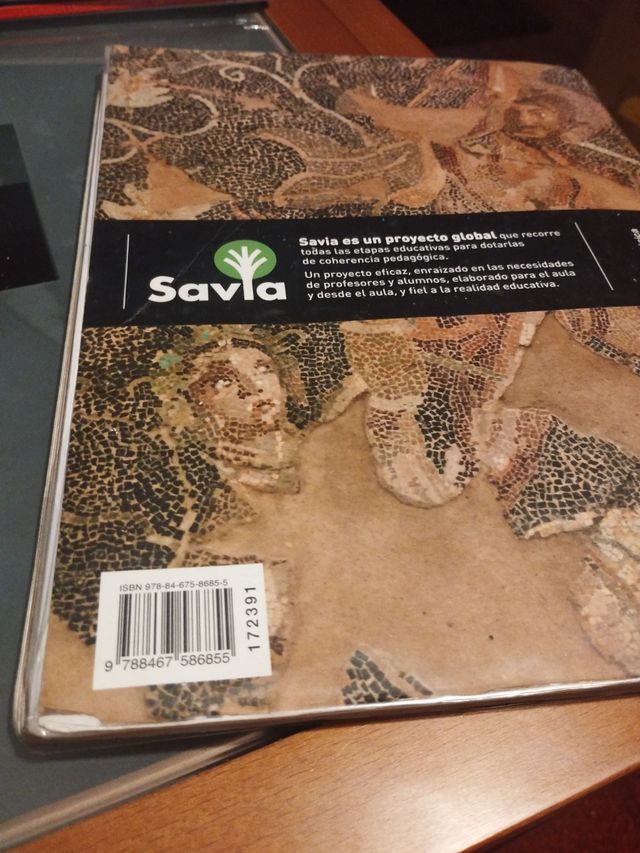 Savia
Savia es un proyecto global que recorre
todas las etapas educativas para dotarlas
de coherencia pedagógica.
Un proyecto eficaz, enraizado en las necesidades
de profesores y alumnos, elaborado para el aula
y desde el aula, y fiel a la realidad educativa.
ISBN 978-84-675-8685-5
9 788467 586855
172391